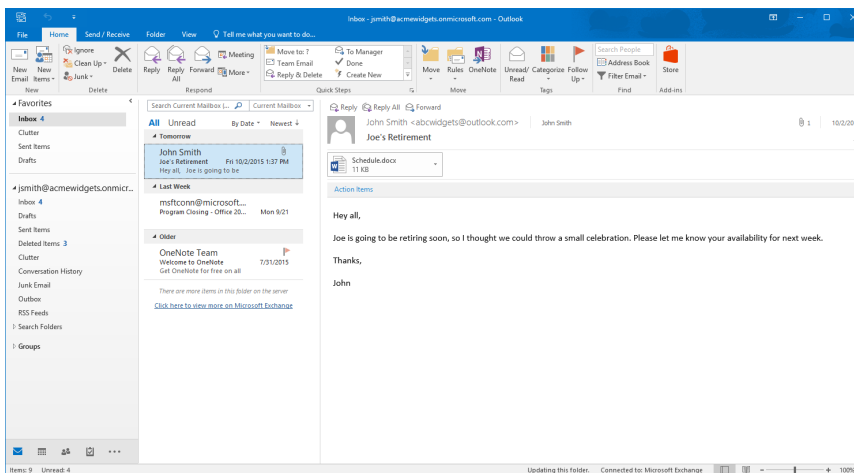 Inbox - jsmith@acmewidgets.onmicrosoft.com - Outlook
File Home Send / Receive Folder View Tell me what you want to do...
New Email
New Items
Ignore
Clean Up
Junk
Delete
Reply
Reply All
Forward
Meeting
More
Move to: ?
Team Email
Reply & Delete
To Manager
Done
Create New
Move
Rules
OneNote
Unread/ Read
Categorize
Follow Up
Search People
Address Book
Filter Email
Store
New Delete Respond Quick Steps Move Tags Find Add-ins
Favorites
Inbox 4
Clutter
Sent Items
Drafts
jsmith@acmewidgets.onmicr...
Inbox 4
Drafts
Sent Items
Deleted Items 3
Clutter
Conversation History
Junk Email
Outbox
RSS Feeds
Search Folders
Groups
Search Current Mailbox (... Current Mailbox
All Unread By Date Newest
Tomorrow
John Smith
Joe's Retirement Fri 10/2/2015 1:37 PM
Hey all, Joe is going to be
Last Week
msftconn@microsoft....
Program Closing - Office 20... Mon 9/21
Older
OneNote Team
Welcome to OneNote 7/31/2015
Get OneNote for free on all
There are more items in this folder on the server
Click here to view more on Microsoft Exchange
Reply Reply All Forward
John Smith <abcwidgets@outlook.com> John Smith 1 10/2/20
Joe's Retirement
Schedule.docx
11 KB
Action Items
Hey all,
Joe is going to be retiring soon, so I thought we could throw a small celebration. Please let me know your availability for next week.
Thanks,
John
Items: 9 Unread: 4 Updating this folder. Connected to: Microsoft Exchange 100%